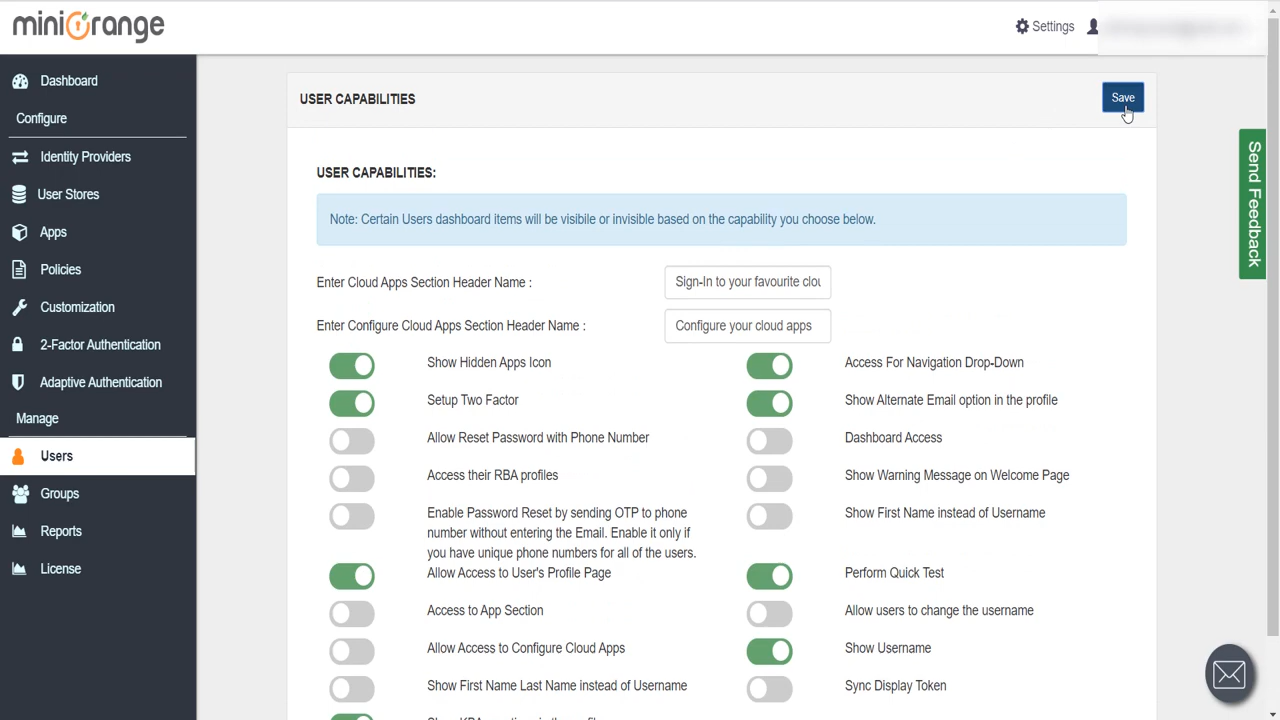 miniorange
Settings
Dashboard
Configure
Identity Providers
User Stores
Apps
Policies
Customization
2-Factor Authentication
Adaptive Authentication
Manage
Users
Groups
Reports
License
USER CAPABILITIES
Save
USER CAPABILITIES:
Note: Certain Users dashboard items will be visibile or invisible based on the capability you choose below.
Enter Cloud Apps Section Header Name :
Sign-In to your favourite clou
Enter Configure Cloud Apps Section Header Name :
Configure your cloud apps
Show Hidden Apps Icon
Access For Navigation Drop-Down
Setup Two Factor
Show Alternate Email option in the profile
Allow Reset Password with Phone Number
Dashboard Access
Access their RBA profiles
Show Warning Message on Welcome Page
Enable Password Reset by sending OTP to phone
number without entering the Email. Enable it only if
you have unique phone numbers for all of the users.
Show First Name instead of Username
Allow Access to User's Profile Page
Perform Quick Test
Access to App Section
Allow users to change the username
Allow Access to Configure Cloud Apps
Show Username
Show First Name Last Name instead of Username
Sync Display Token
Send Feedback